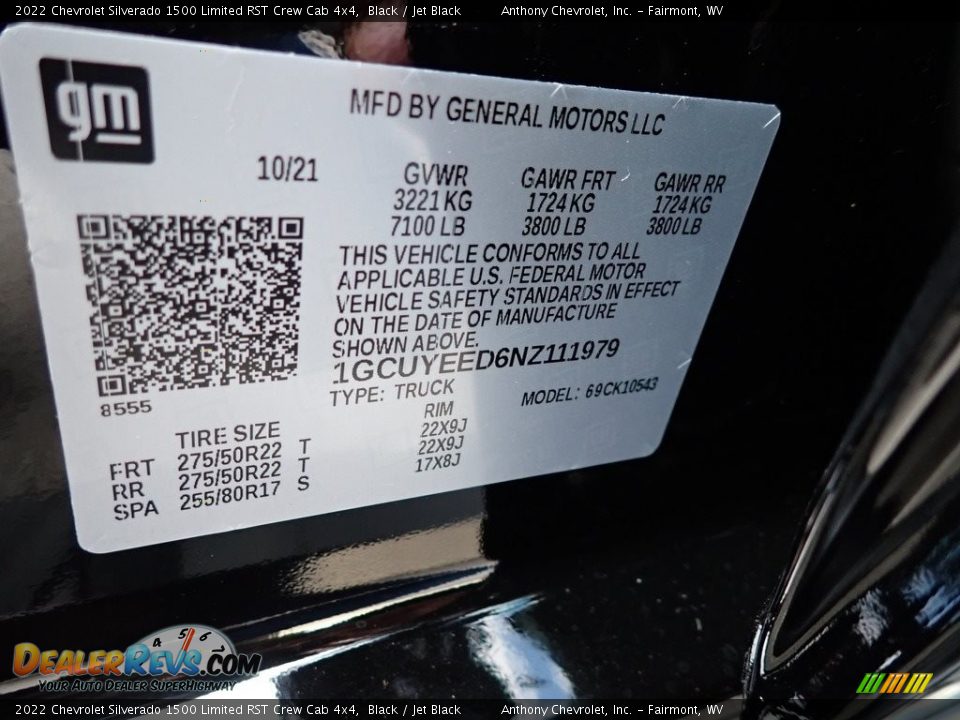 2022 Chevrolet Silverado 1500 Limited RST Crew Cab 4x4, Black / Jet Black Anthony Chevrolet, Inc. - Fairmont, WV
gm
MFD BY GENERAL MOTORS LLC
10/21 GVWR GAWR FRT GAWR RR
3221 KG 1724 KG 1724 KG
7100 LB 3800 LB 3800 LB
THIS VEHICLE CONFORMS TO ALL
APPLICABLE U.S. FEDERAL MOTOR
VEHICLE SAFETY STANDARDS IN EFFECT
ON THE DATE OF MANUFACTURE
SHOWN ABOVE.
1GCUYEED6NZ111979
TYPE: TRUCK MODEL: 69CK10543
8555
TIRE SIZE RIM
FRT 275/50R22 T 22X9J
RR 275/50R22 T 22X9J
SPA 255/80R17 S 17X8J
4 5 6
DEALERREVS.COM
YOUR AUTO DEALER SUPERHIGHWAY
2022 Chevrolet Silverado 1500 Limited RST Crew Cab 4x4, Black / Jet Black Anthony Chevrolet, Inc. - Fairmont, WV